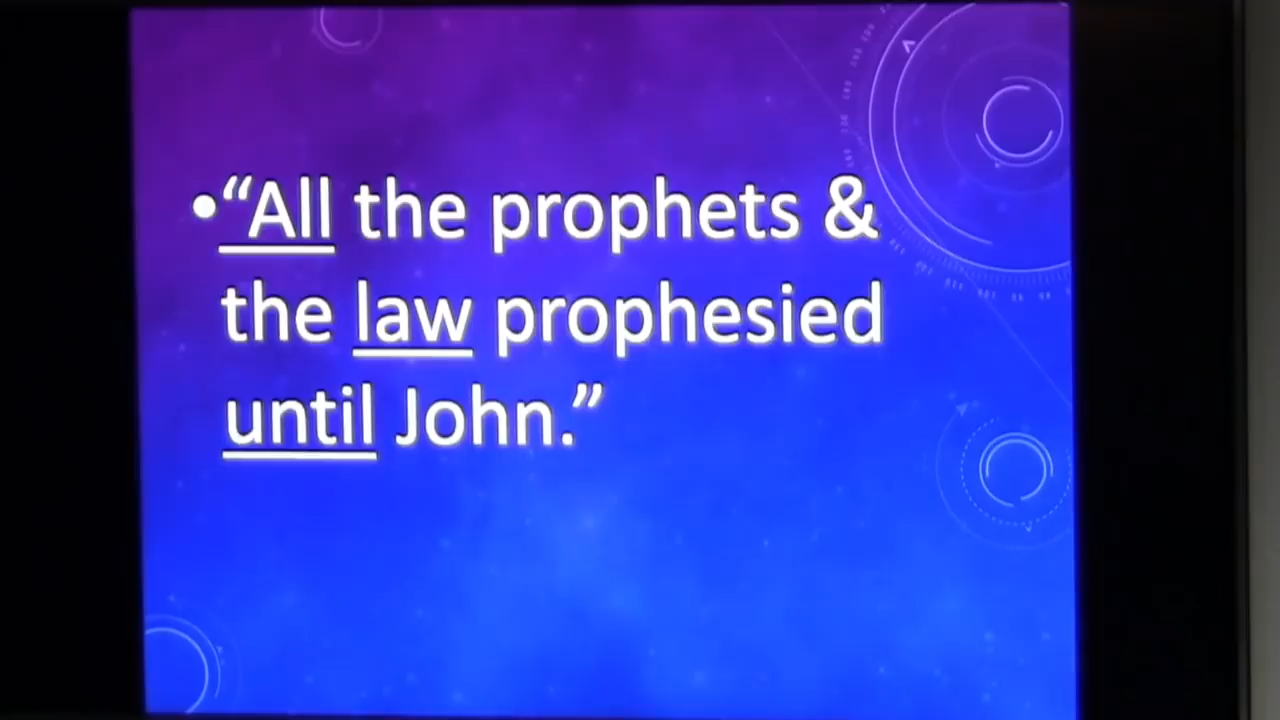 •“All the prophets &
the law prophesied
until John.”